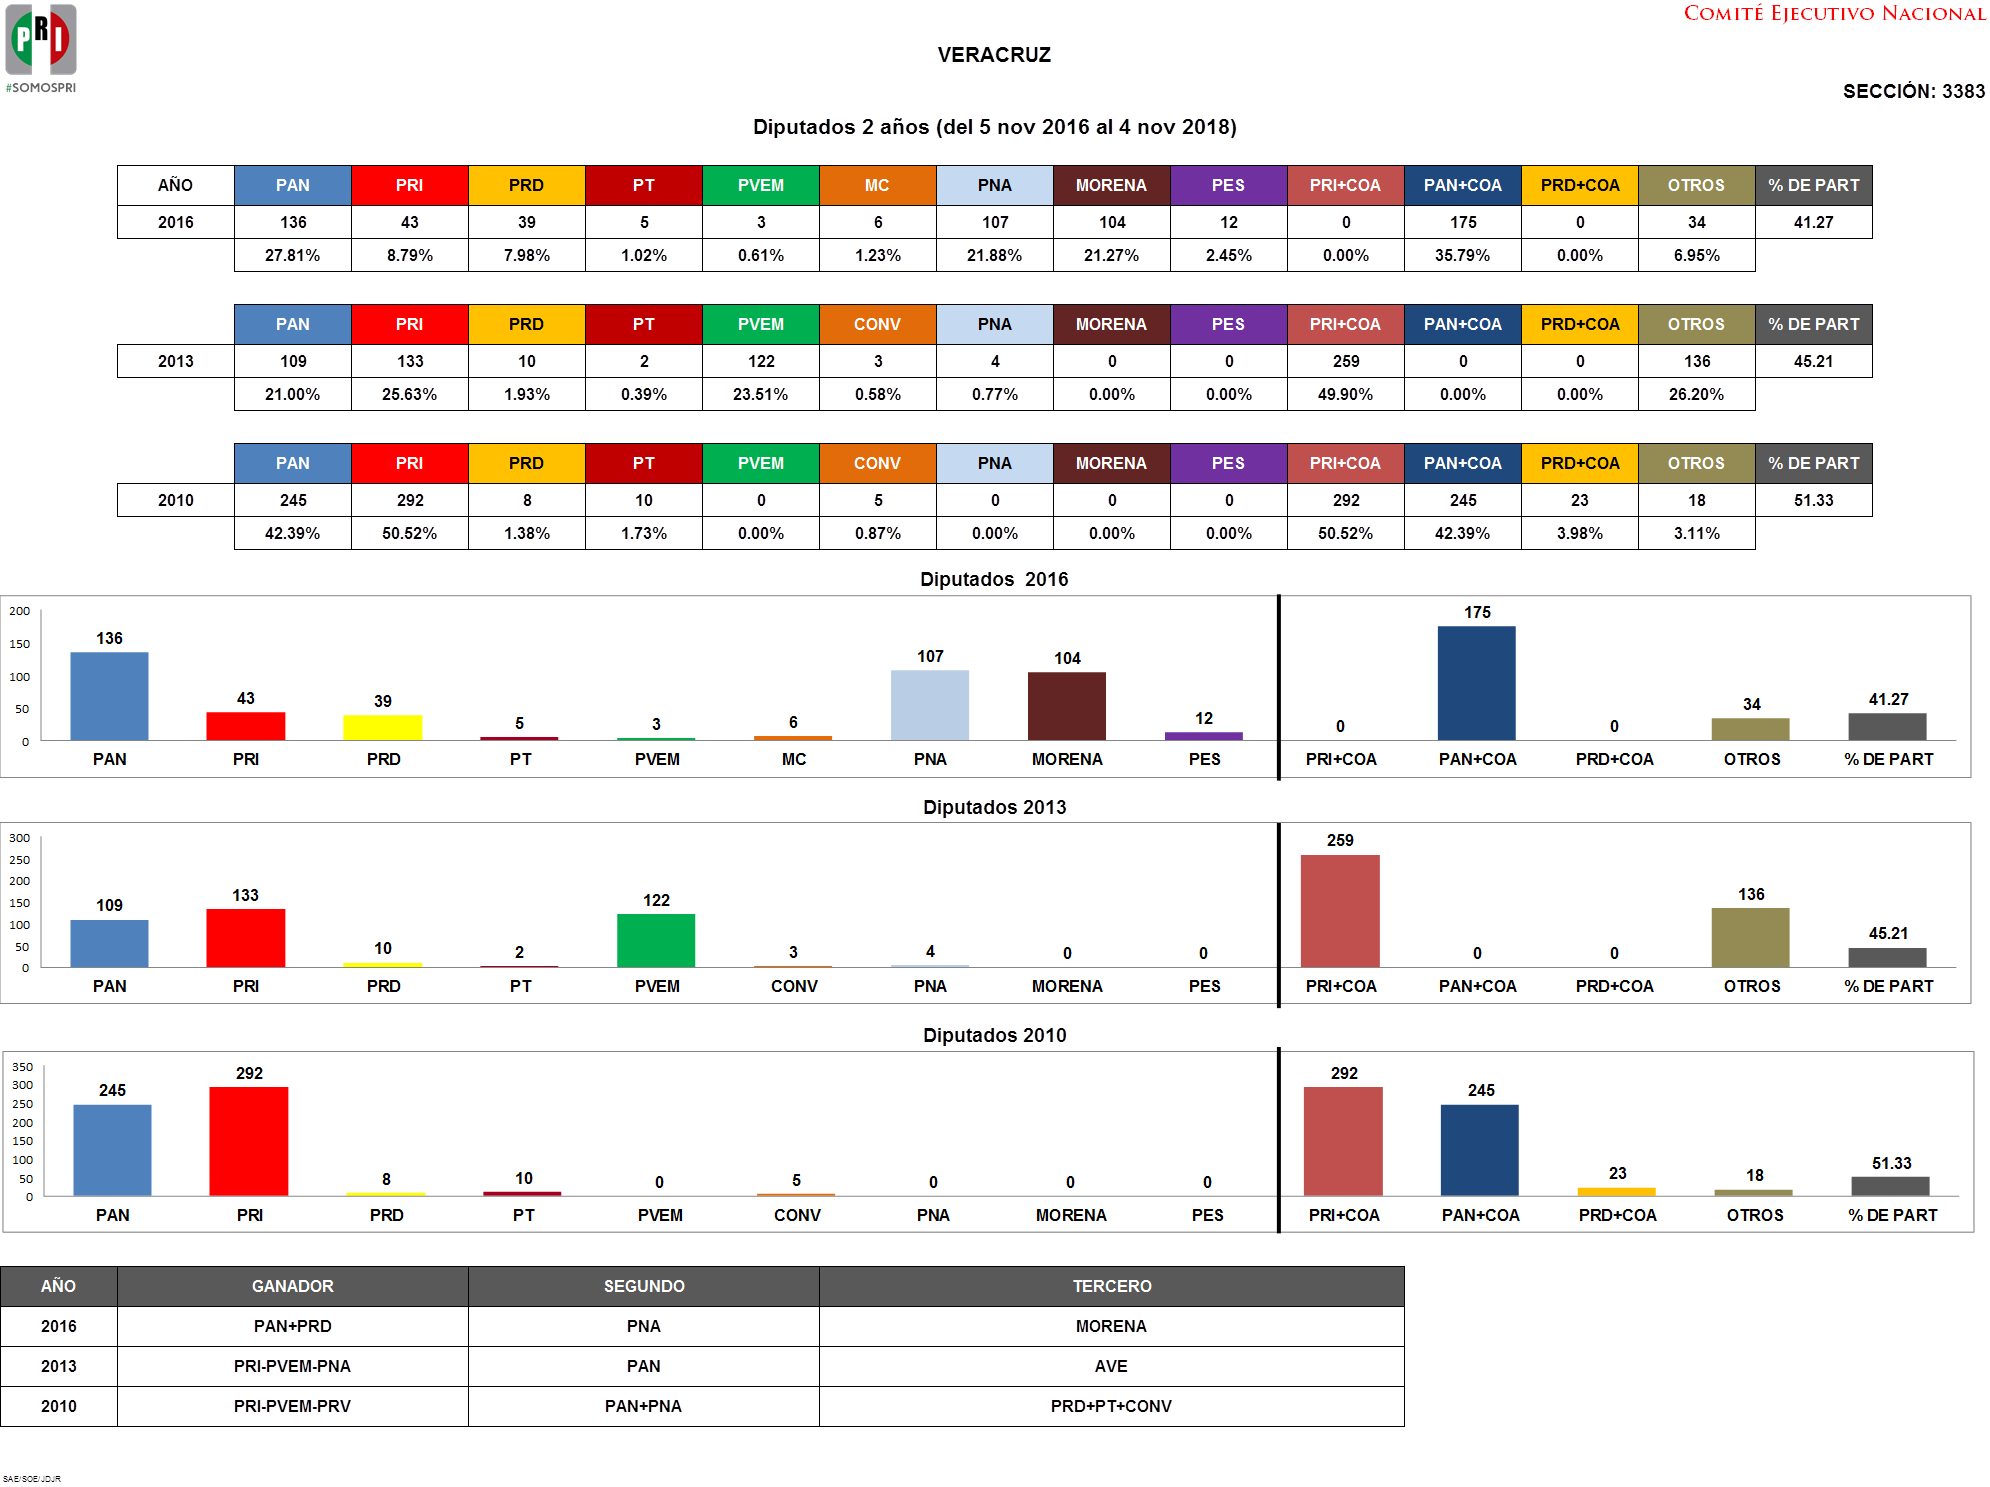 PRI
#SOMOSPRI
COMITÉ EJECUTIVO NACIONAL
VERACRUZ
SECCIÓN: 3383
Diputados 2 años (del 5 nov 2016 al 4 nov 2018)
AÑO PAN PRI PRD PT PVEM MC PNA MORENA PES PRI+COA PAN+COA PRD+COA OTROS % DE PART
2016 136 43 39 5 3 6 107 104 12 0 175 0 34 41.27
27.81% 8.79% 7.98% 1.02% 0.61% 1.23% 21.88% 21.27% 2.45% 0.00% 35.79% 0.00% 6.95%
PAN PRI PRD PT PVEM CONV PNA MORENA PES PRI+COA PAN+COA PRD+COA OTROS % DE PART
2013 109 133 10 2 122 3 4 0 0 259 0 0 136 45.21
21.00% 25.63% 1.93% 0.39% 23.51% 0.58% 0.77% 0.00% 0.00% 49.90% 0.00% 0.00% 26.20%
PAN PRI PRD PT PVEM CONV PNA MORENA PES PRI+COA PAN+COA PRD+COA OTROS % DE PART
2010 245 292 8 10 0 5 0 0 0 292 245 23 18 51.33
42.39% 50.52% 1.38% 1.73% 0.00% 0.87% 0.00% 0.00% 0.00% 50.52% 42.39% 3.98% 3.11%
Diputados 2016
200
150
100
50
0
136 43 39 5 3 6 107 104 12 0 175 0 34 41.27
PAN PRI PRD PT PVEM MC PNA MORENA PES PRI+COA PAN+COA PRD+COA OTROS % DE PART
Diputados 2013
300
250
200
150
100
50
0
109 133 10 2 122 3 4 0 0 259 0 0 136 45.21
PAN PRI PRD PT PVEM CONV PNA MORENA PES PRI+COA PAN+COA PRD+COA OTROS % DE PART
Diputados 2010
350
300
250
200
150
100
50
0
245 292 8 10 0 5 0 0 0 292 245 23 18 51.33
PAN PRI PRD PT PVEM CONV PNA MORENA PES PRI+COA PAN+COA PRD+COA OTROS % DE PART
AÑO GANADOR SEGUNDO TERCERO
2016 PAN+PRD PNA MORENA
2013 PRI-PVEM-PNA PAN AVE
2010 PRI-PVEM-PRV PAN+PNA PRD+PT+CONV
SAE/SOE/JDJR